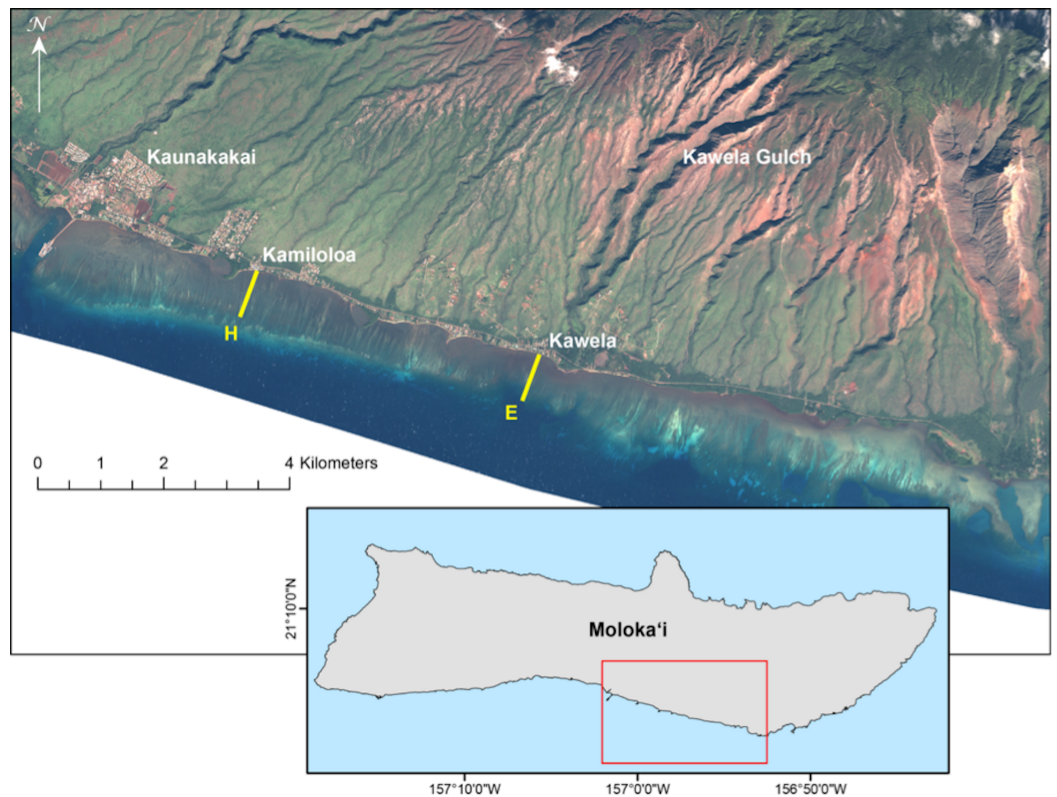 N
Kaunakakai
Kawela Gulch
Kamiloloa
H
Kawela
E
0 1 2 4 Kilometers
21°10'0"N
Molokaʻi
157°10'0"W 157°0'0"W 156°50'0"W